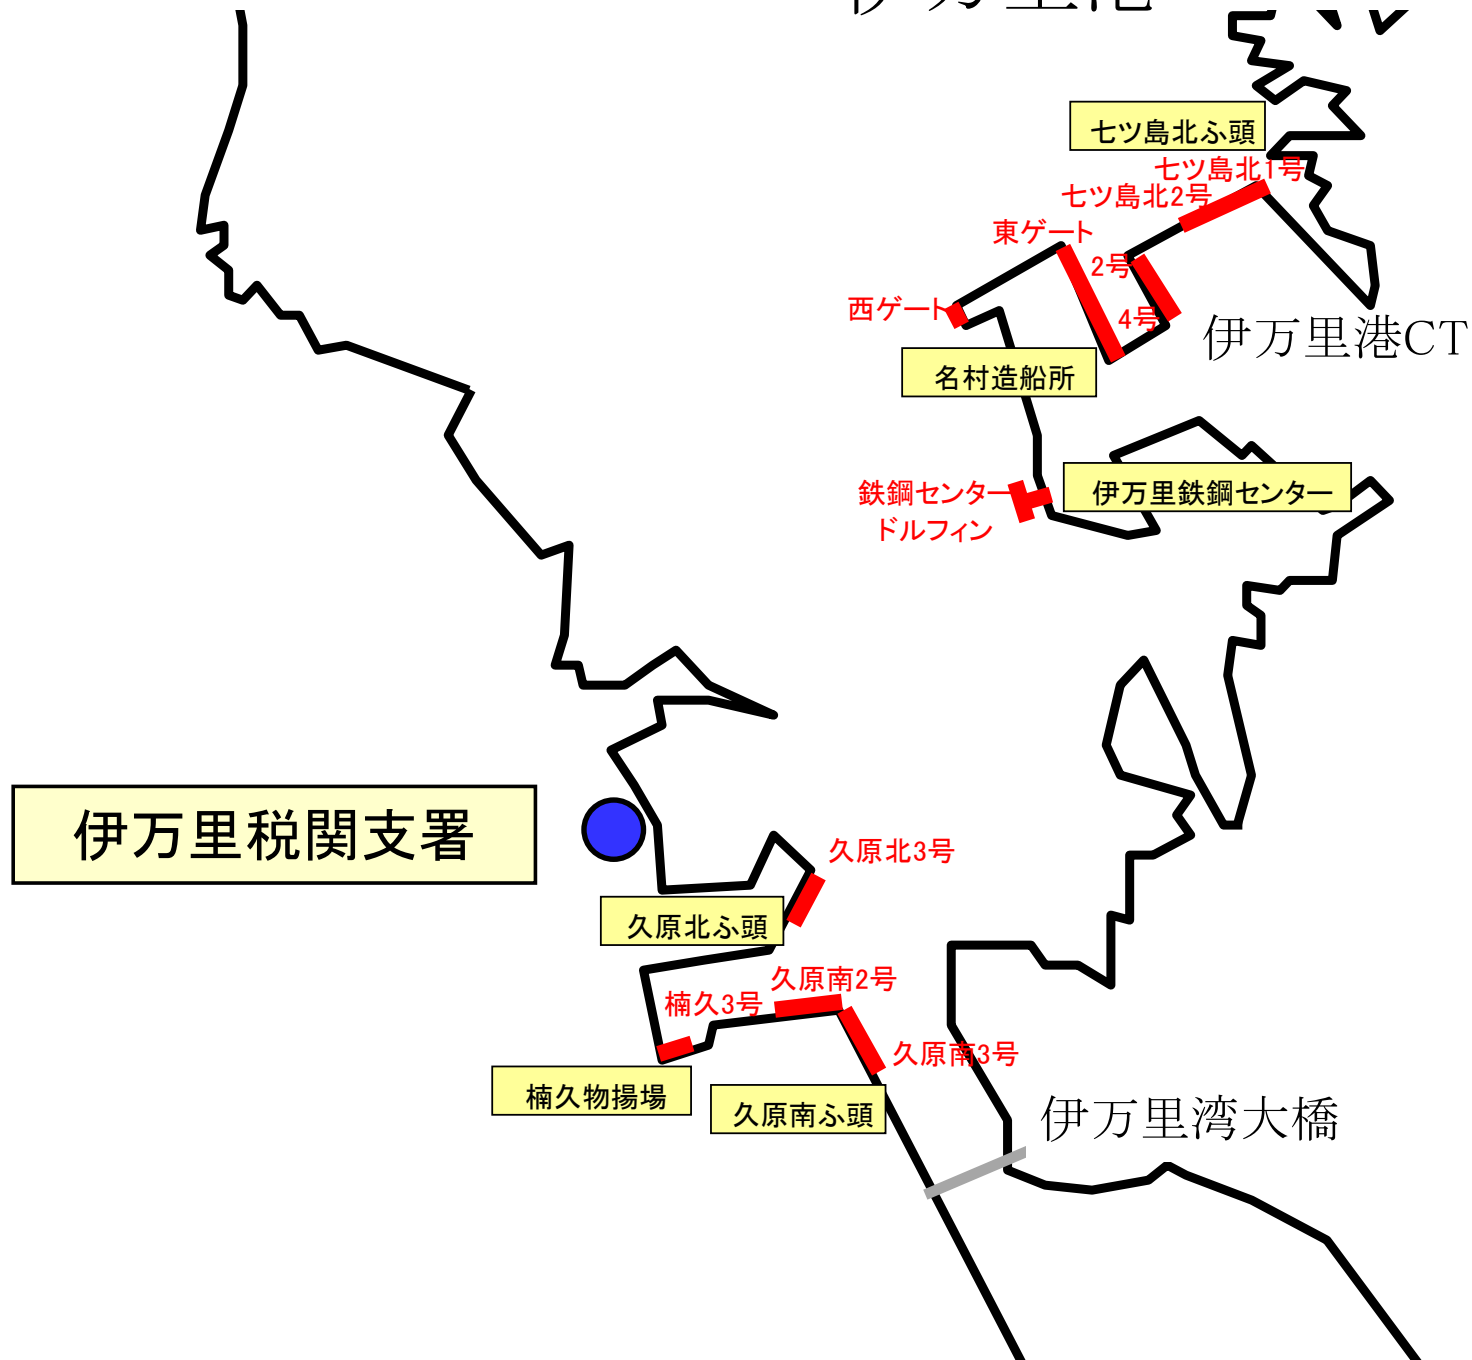 伊万里港
七ツ島北ふ頭
七ツ島北1号
七ツ島北2号
東ゲート
2号
西ゲート
4号
伊万里港CT
名村造船所
鉄鋼センター
ドルフィン
伊万里鉄鋼センター
伊万里税関支署
久原北3号
久原北ふ頭
久原南2号
楠久3号
久原南3号
楠久物揚場
久原南ふ頭
伊万里湾大橋